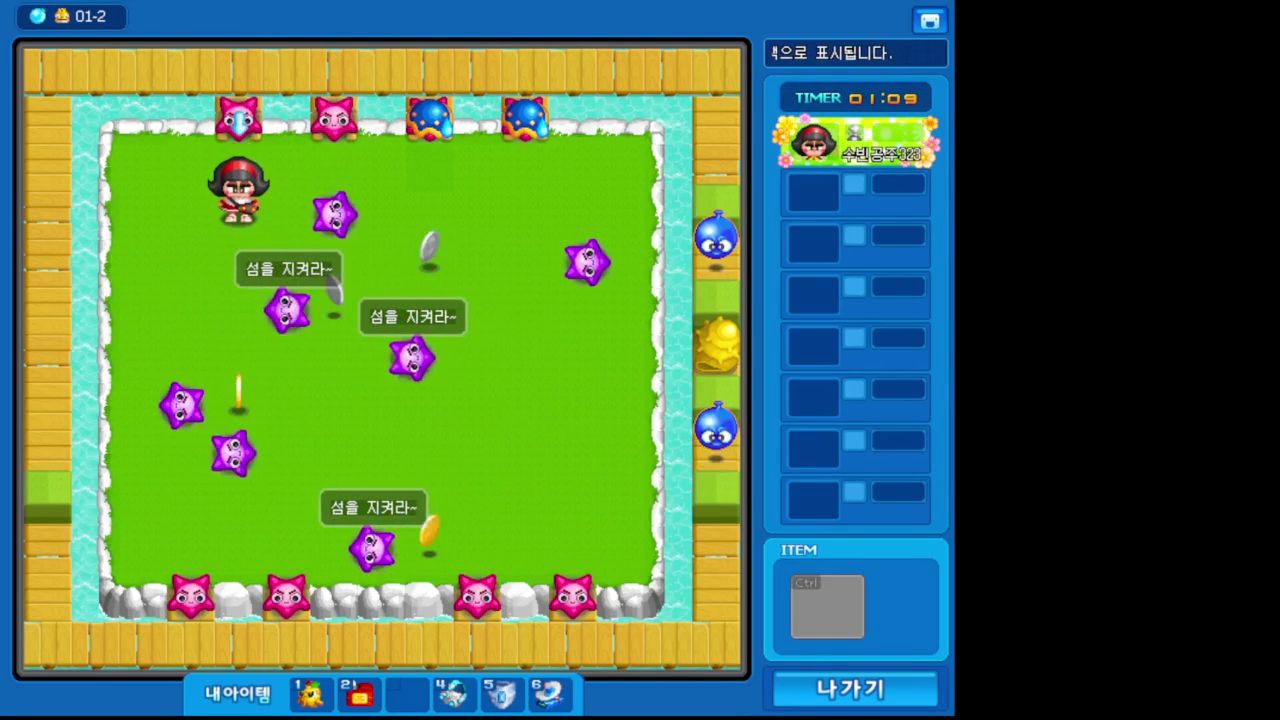 01-2
색으로 표시됩니다.
TIMER 01:09
수빈공주323
섬을 지켜라~
섬을 지켜라~
섬을 지켜라~
ITEM
Ctrl
나가기
내아이템 1 2 4 5 6